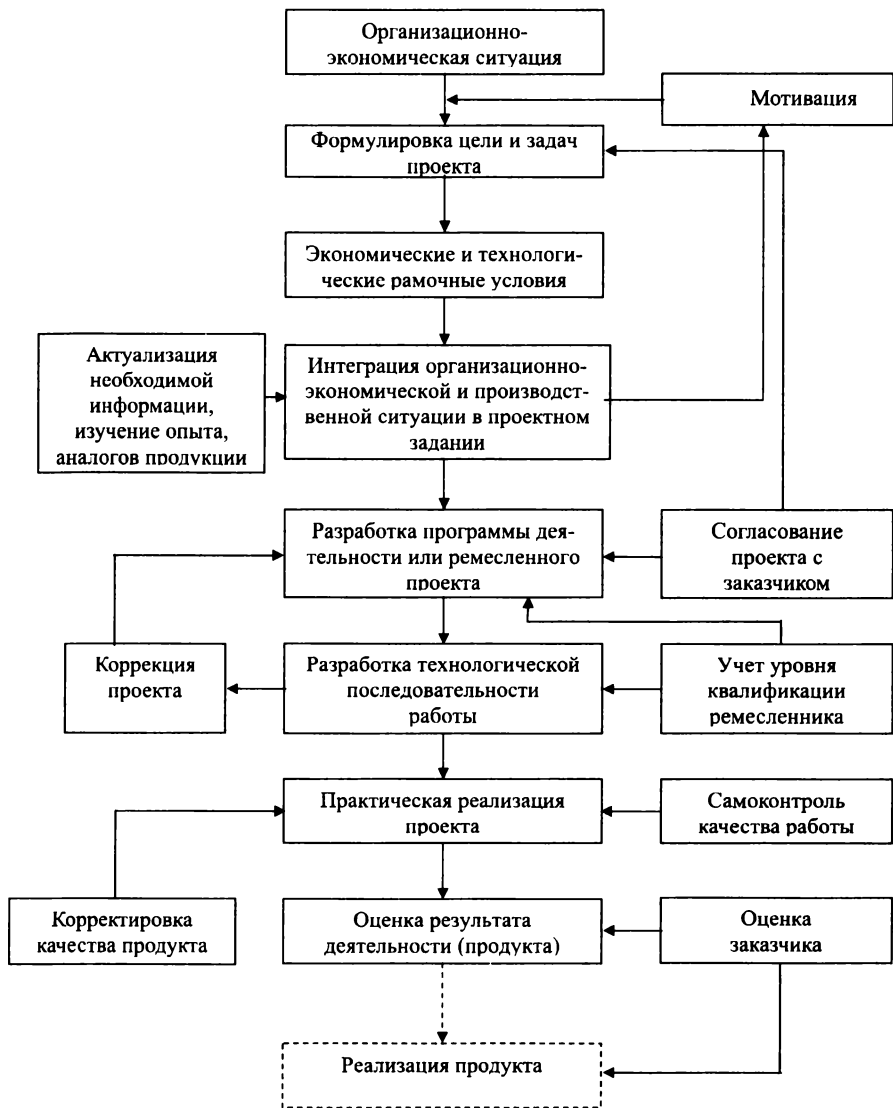 Организационно-
экономическая ситуация
Мотивация
Формулировка цели и задач
проекта
Экономические и технологи-
ческие рамочные условия
Актуализация
необходимой
информации,
изучение опыта,
аналогов продукции
Интеграция организационно-
экономической и производст-
венной ситуации в проектном
задании
Разработка программы дея-
тельности или ремесленного
проекта
Согласование
проекта с
заказчиком
Коррекция
проекта
Разработка технологической
последовательности
работы
Учет уровня
квалификации
ремесленника
Практическая реализация
проекта
Самоконтроль
качества работы
Корректировка
качества продукта
Оценка результата
деятельности (продукта)
Оценка
заказчика
Реализация продукта